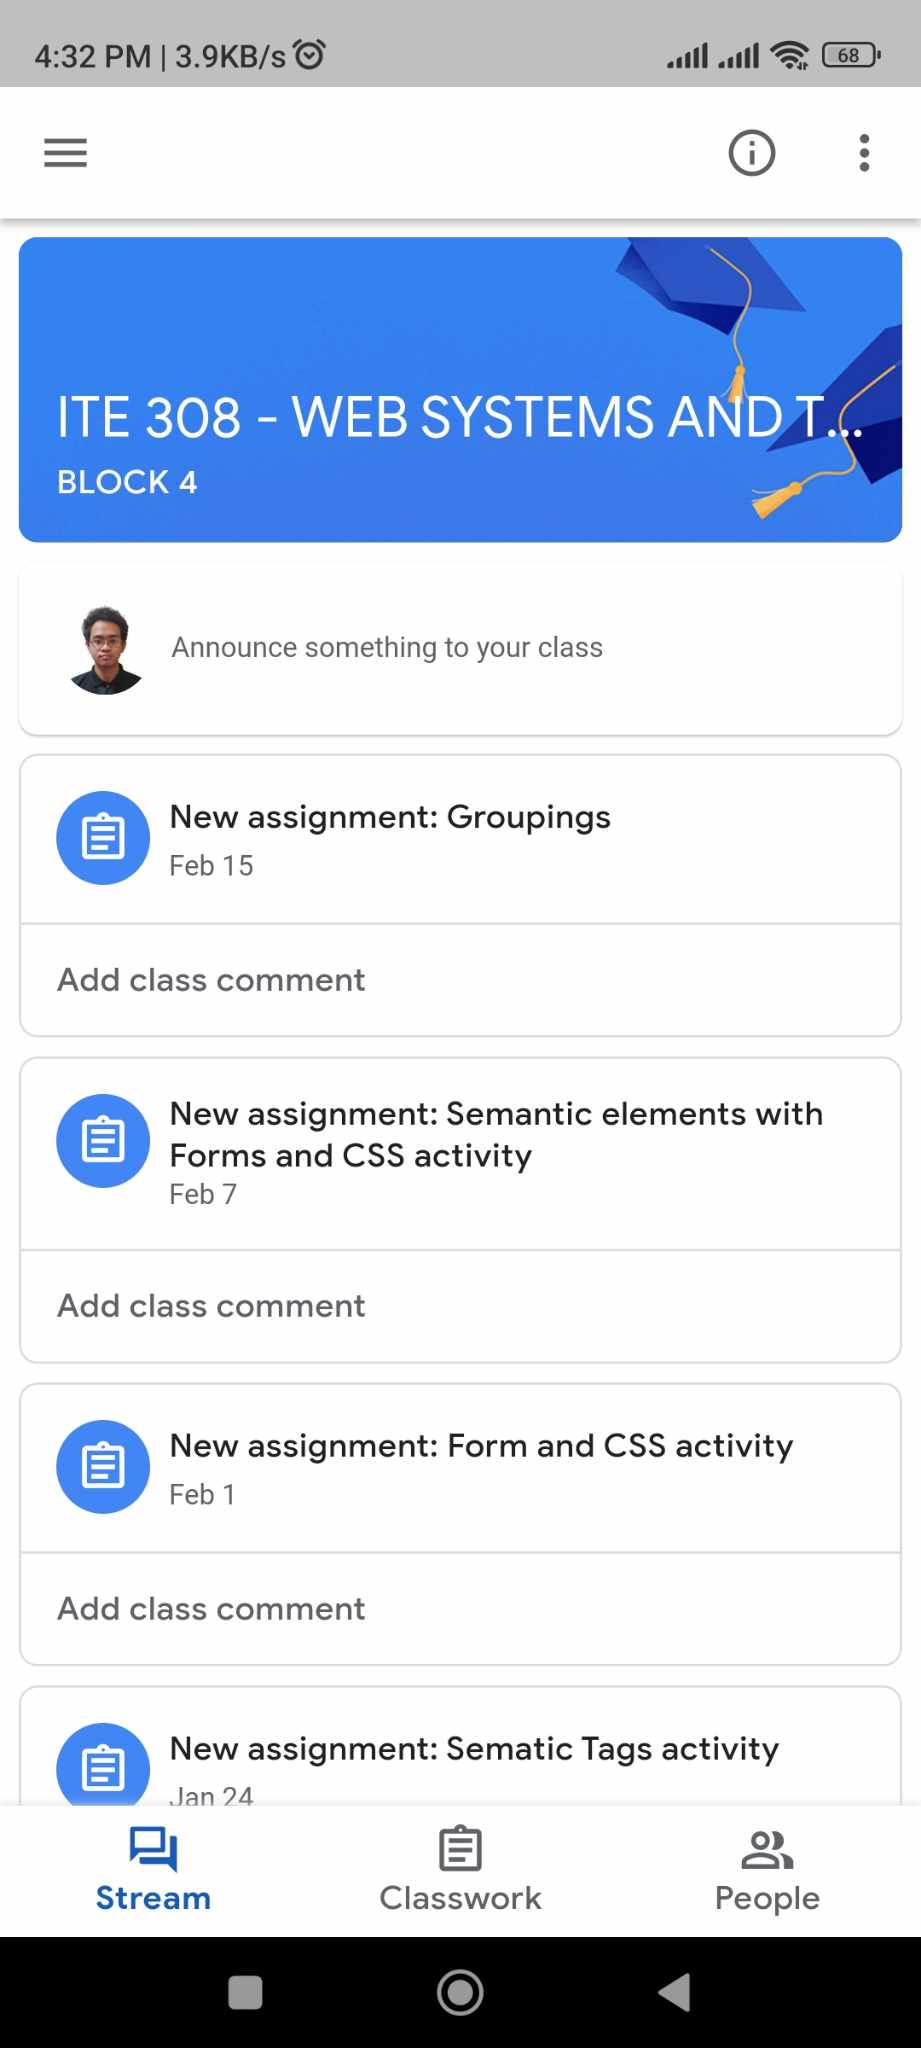 4:32 PM | 3.9KB/s
68
ITE 308 - WEB SYSTEMS AND T...
BLOCK 4
Announce something to your class
New assignment: Groupings
Feb 15
Add class comment
New assignment: Semantic elements with
Forms and CSS activity
Feb 7
Add class comment
New assignment: Form and CSS activity
Feb 1
Add class comment
New assignment: Sematic Tags activity
Jan 24
Stream
Classwork
People